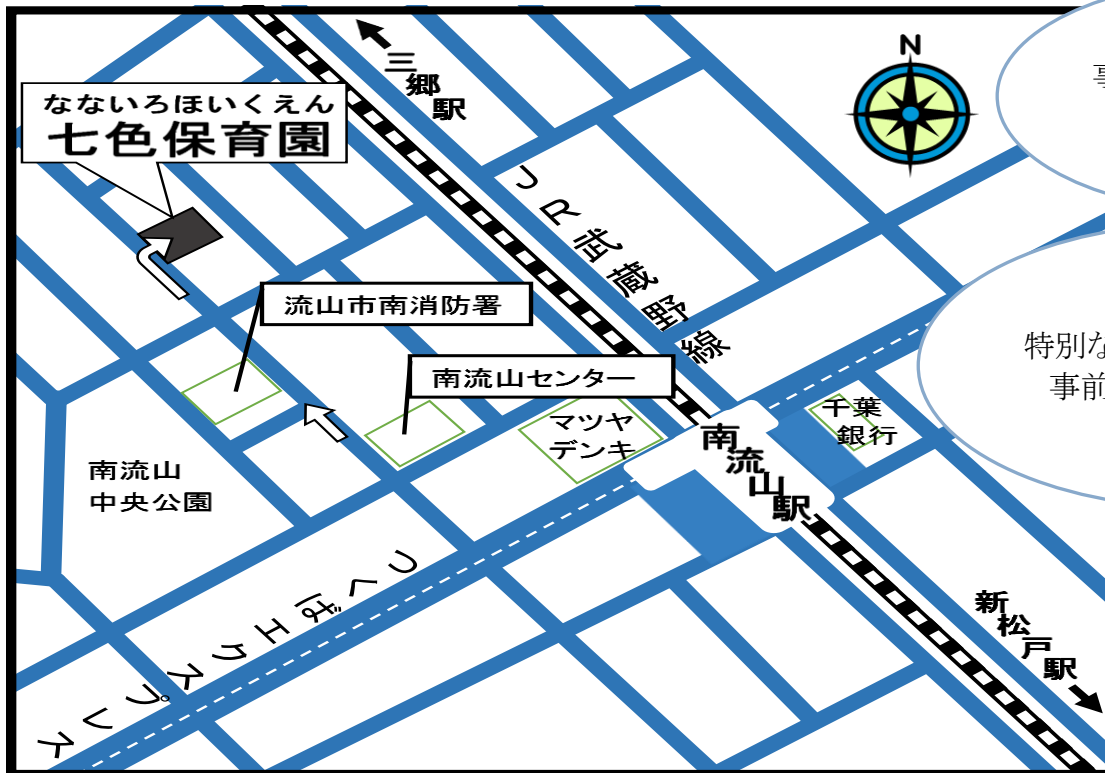 N
三郷駅
なないろほいくえん
七色保育園
JR武蔵野線
流山市南消防署
南流山センター
マツヤ
デンキ
千葉
銀行
南流山駅
南流山
中央公園
つくばエクスプレス
新松戸駅
特別な
事前